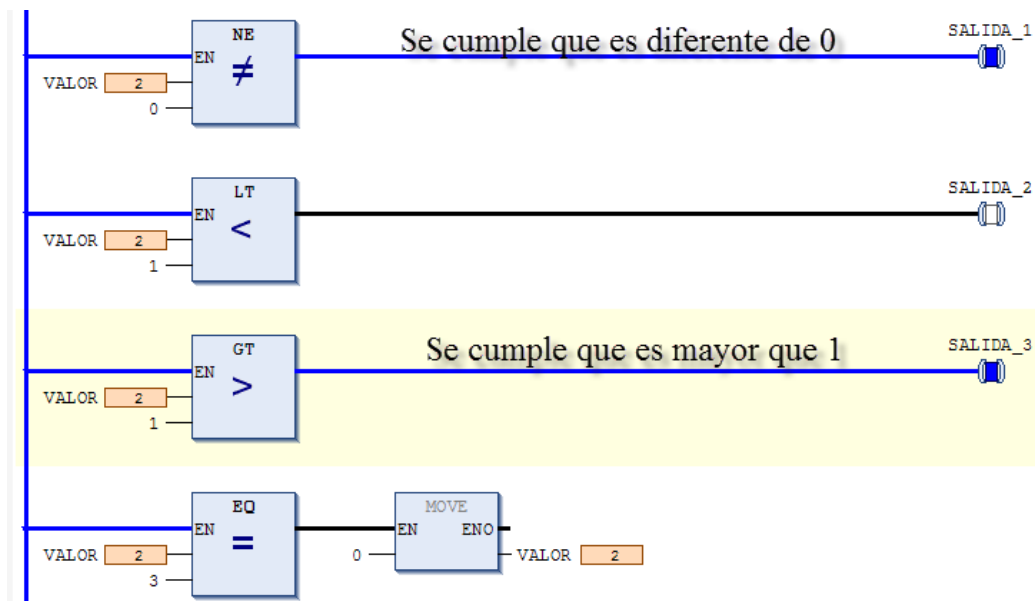 NE
Se cumple que es diferente de 0
SALIDA_1
EN
≠
VALOR 2
0
LT
SALIDA_2
EN
<
VALOR 2
1
GT
Se cumple que es mayor que 1
SALIDA_3
EN
>
VALOR 2
1
EQ
MOVE
EN
EN ENO
=
VALOR 2
0
VALOR 2
3